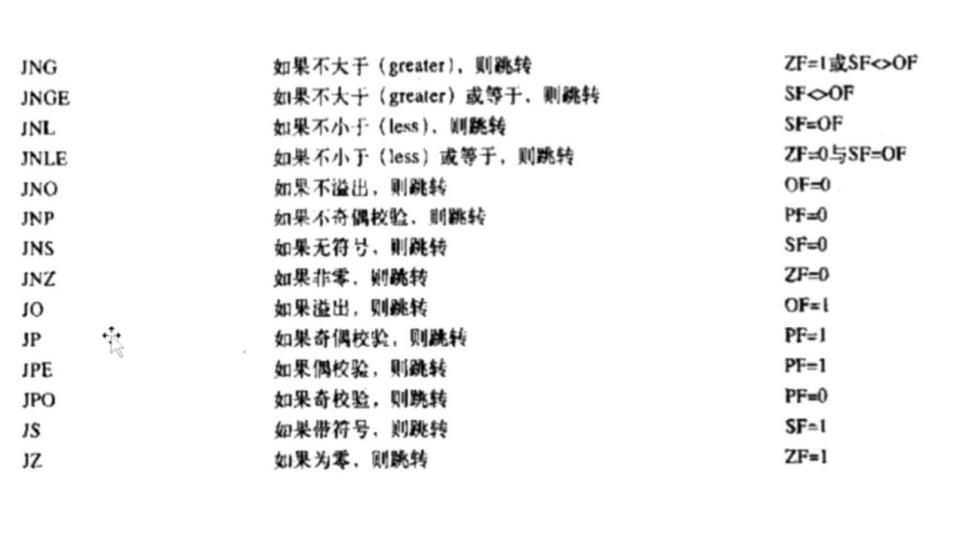 JNG 如果不大于(greater),则跳转 ZF=1或SF<>OF
JNGE 如果不大于(greater)或等于,则跳转 SF<>OF
JNL 如果不小于(less),则跳转 SF=OF
JNLE 如果不小于(less)或等于,则跳转 ZF=0与SF=OF
JNO 如果不溢出,则跳转 OF=0
JNP 如果不奇偶校验,则跳转 PF=0
JNS 如果无符号,则跳转 SF=0
JNZ 如果非零,则跳转 ZF=0
JO 如果溢出,则跳转 OF=1
JP 如果奇偶校验,则跳转 PF=1
JPE 如果偶校验,则跳转 PF=1
JPO 如果奇校验,则跳转 PF=0
JS 如果带符号,则跳转 SF=1
JZ 如果为零,则跳转 ZF=1